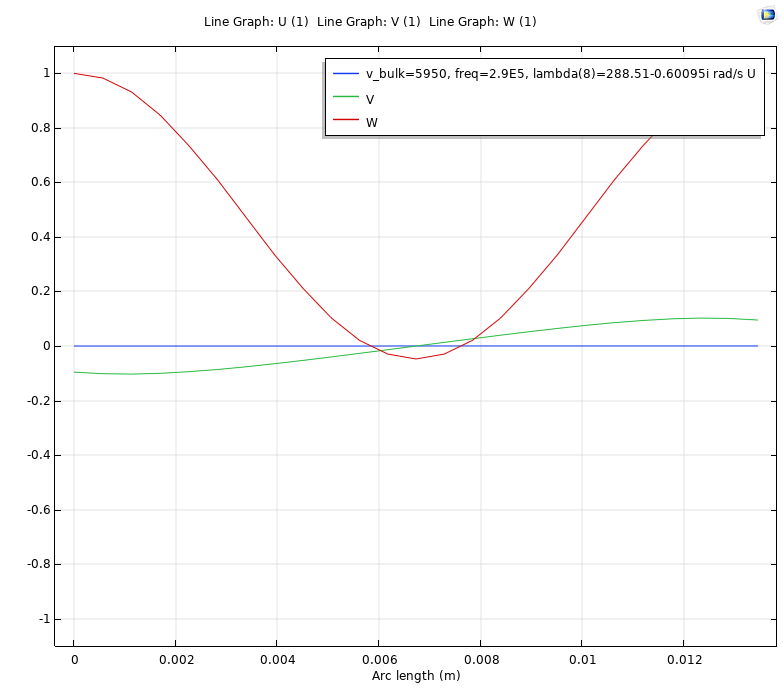 Line Graph: U (1)  Line Graph: V (1)  Line Graph: W (1)
v_bulk=5950, freq=2.9E5, lambda(8)=288.51-0.60095i rad/s U
V
W
1
0.8
0.6
0.4
0.2
0
-0.2
-0.4
-0.6
-0.8
-1
0 0.002 0.004 0.006 0.008 0.01 0.012
Arc length (m)